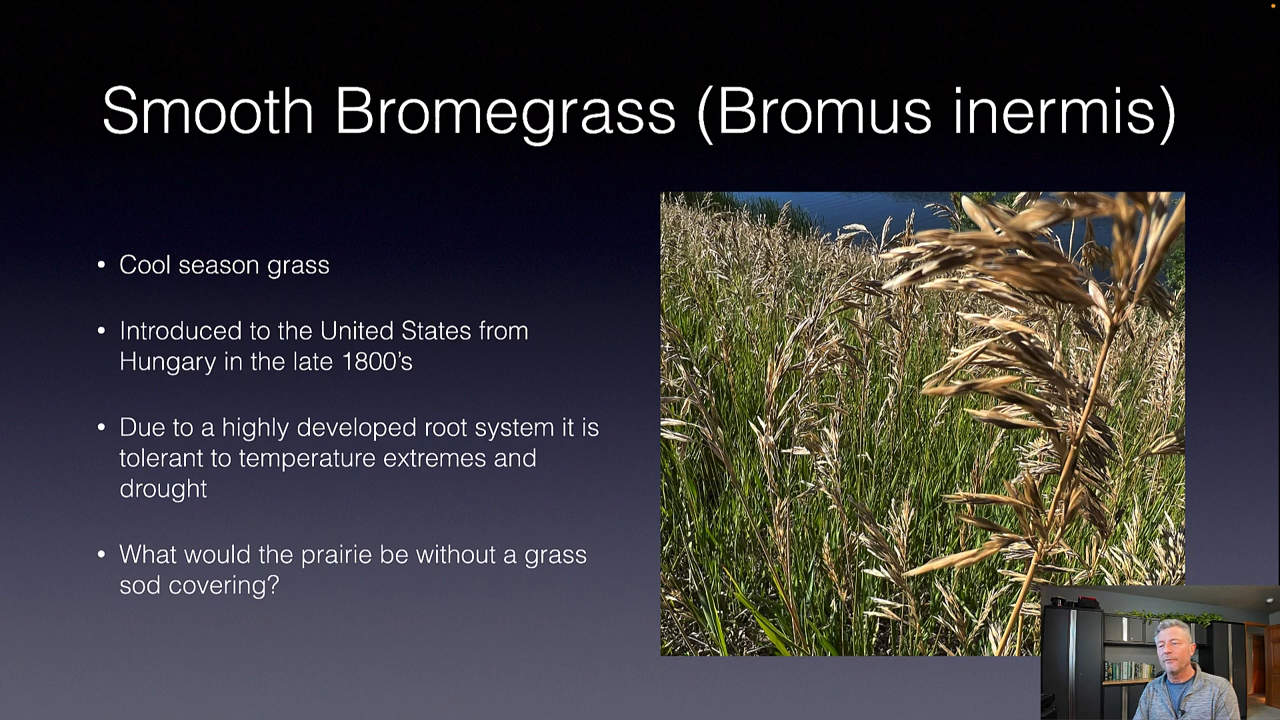 Smooth Bromegrass (Bromus inermis)
• Cool season grass
• Introduced to the United States from
Hungary in the late 1800’s
• Due to a highly developed root system it is
tolerant to temperature extremes and
drought
• What would the prairie be without a grass
sod covering?